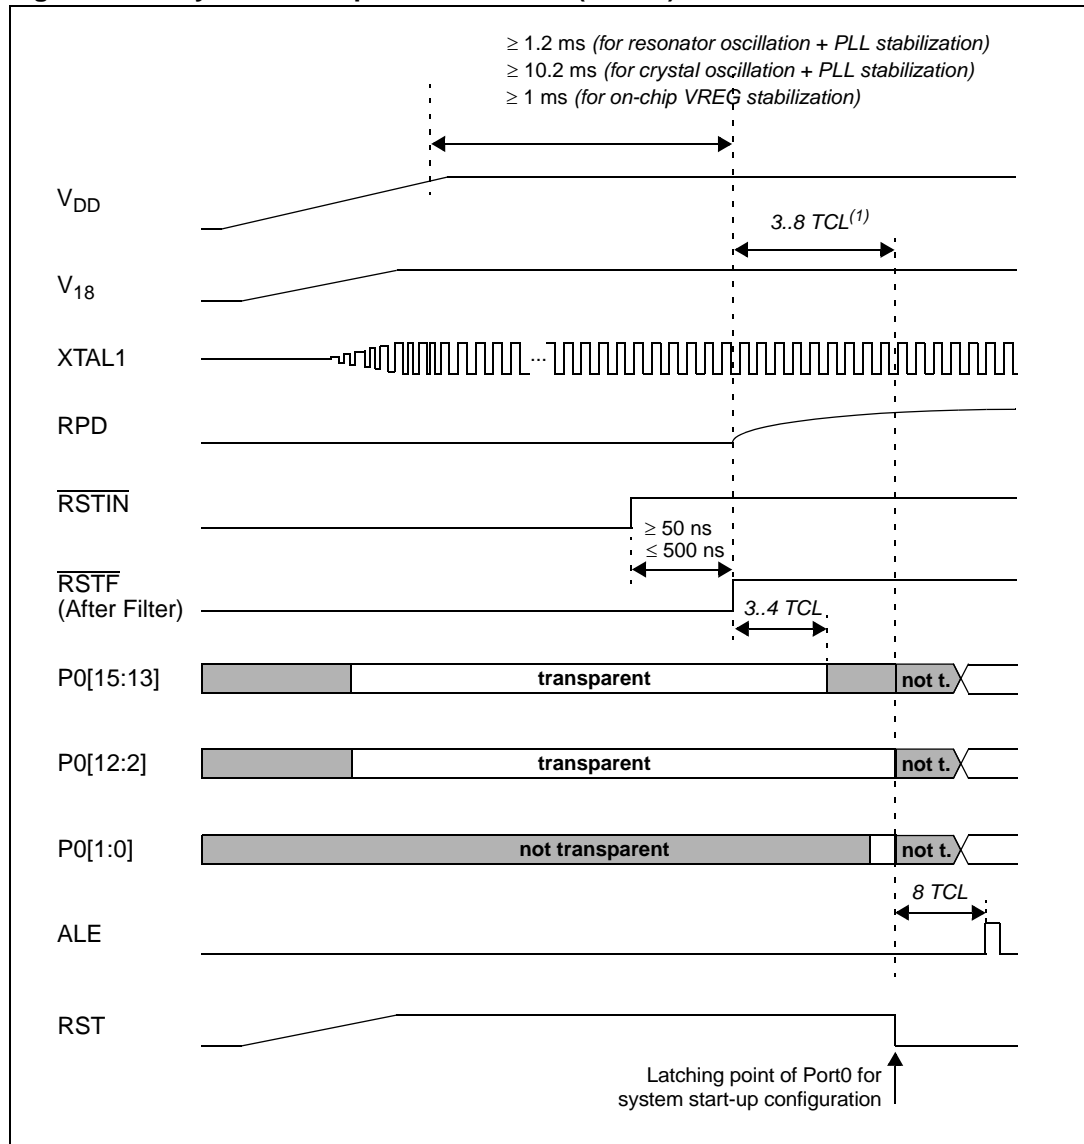 ≥ 1.2 ms (for resonator oscillation + PLL stabilization)
≥ 10.2 ms (for crystal oscillation + PLL stabilization)
≥ 1 ms (for on-chip VREG stabilization)
VDD
3..8 TCL(1)
V18
XTAL1
...
RPD
RSTIN
≥ 50 ns
≤ 500 ns
RSTF
(After Filter)
3..4 TCL
P0[15:13]
transparent
not t.
P0[12:2]
transparent
not t.
P0[1:0]
not transparent
not t.
8 TCL
ALE
RST
Latching point of Port0 for
system start-up configuration